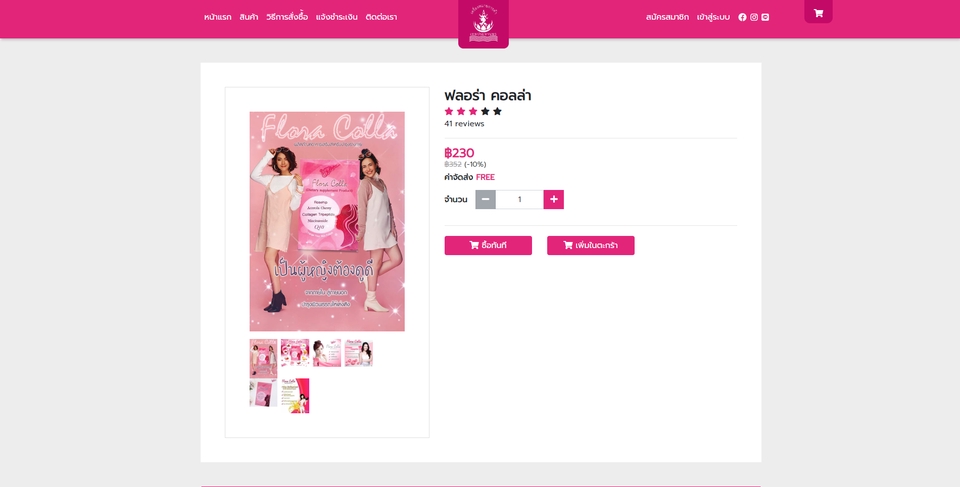 หน้าแรก สินค้า วิธีการสั่งซื้อ แจ้งชำระเงิน ติดต่อเรา
สมัครสมาชิก เข้าสู่ระบบ
ฟลอร่า คอลล่า
41 reviews
฿230
฿352 (-10%)
ค่าจัดส่ง FREE
จำนวน
1
ซื้อทันที
เพิ่มในตะกร้า
Flora Colla
Flora Colla
Dietary Supplement Product
Acerola Cherry
Collagen Tripeptide
Q10
เป็นผู้หญิงต้องดูดี